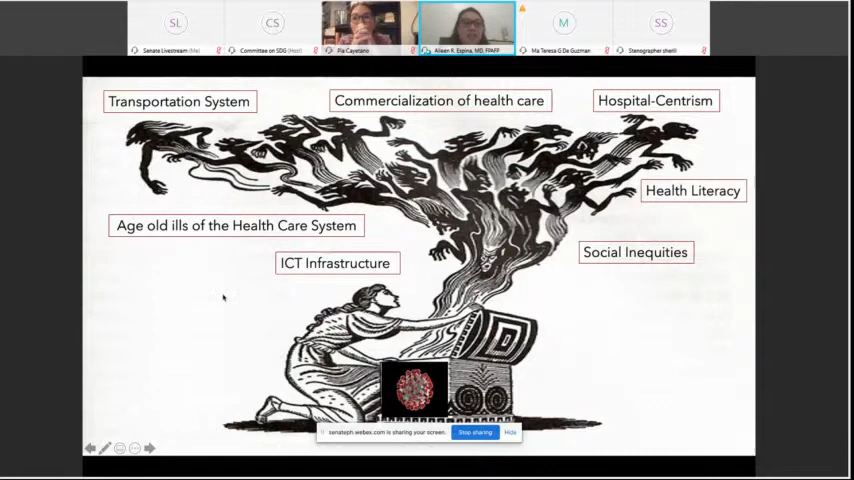 SL
CS
M
SS
Senate Livestream (Me)
Committee on SDG (Host)
Pia Cayetano
Aileen R. Espina, MD, FPAFP
Ma Teresa G De Guzman
Stenographer sherill
Transportation System
Commercialization of health care
Hospital-Centrism
Health Literacy
Age old ills of the Health Care System
Social Inequities
ICT Infrastructure
senateph.webex.com is sharing your screen.
Stop sharing
Hide